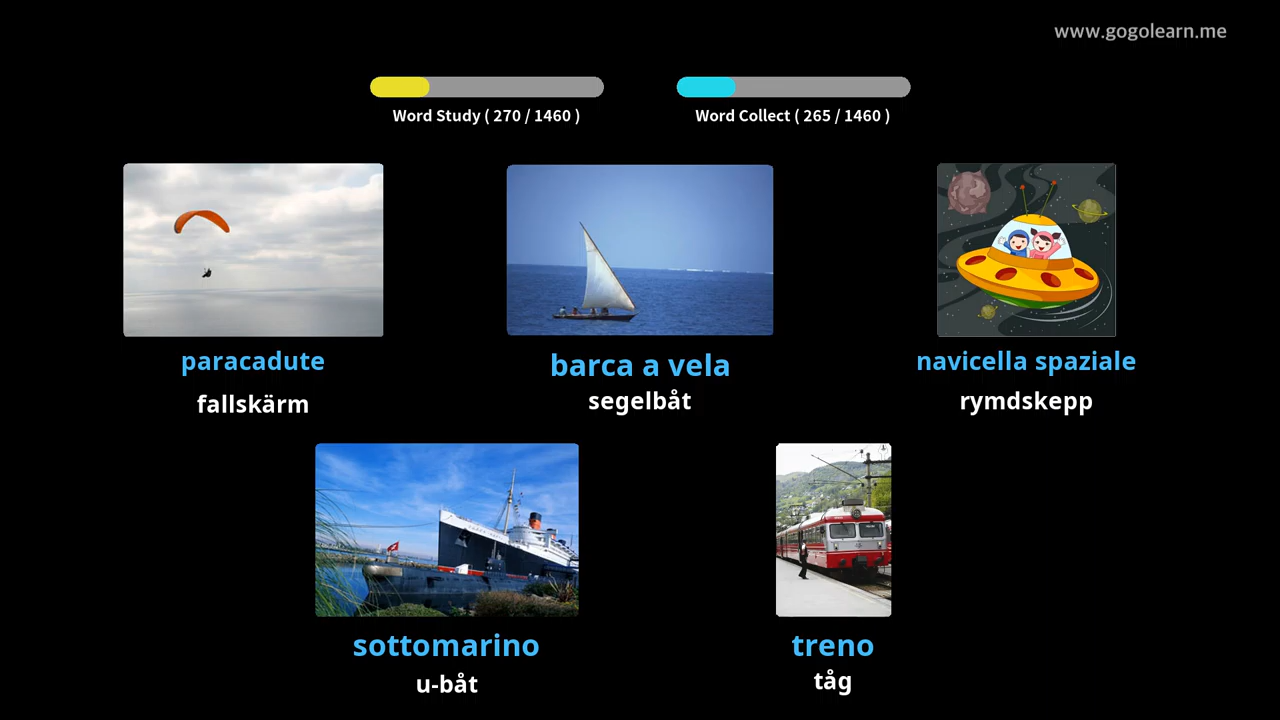 www.gogolearn.me
Word Study ( 270 / 1460 )
Word Collect ( 265 / 1460 )
paracadute
fallskärm
barca a vela
segelbåt
navicella spaziale
rymdskepp
sottomarino
u-båt
treno
tåg